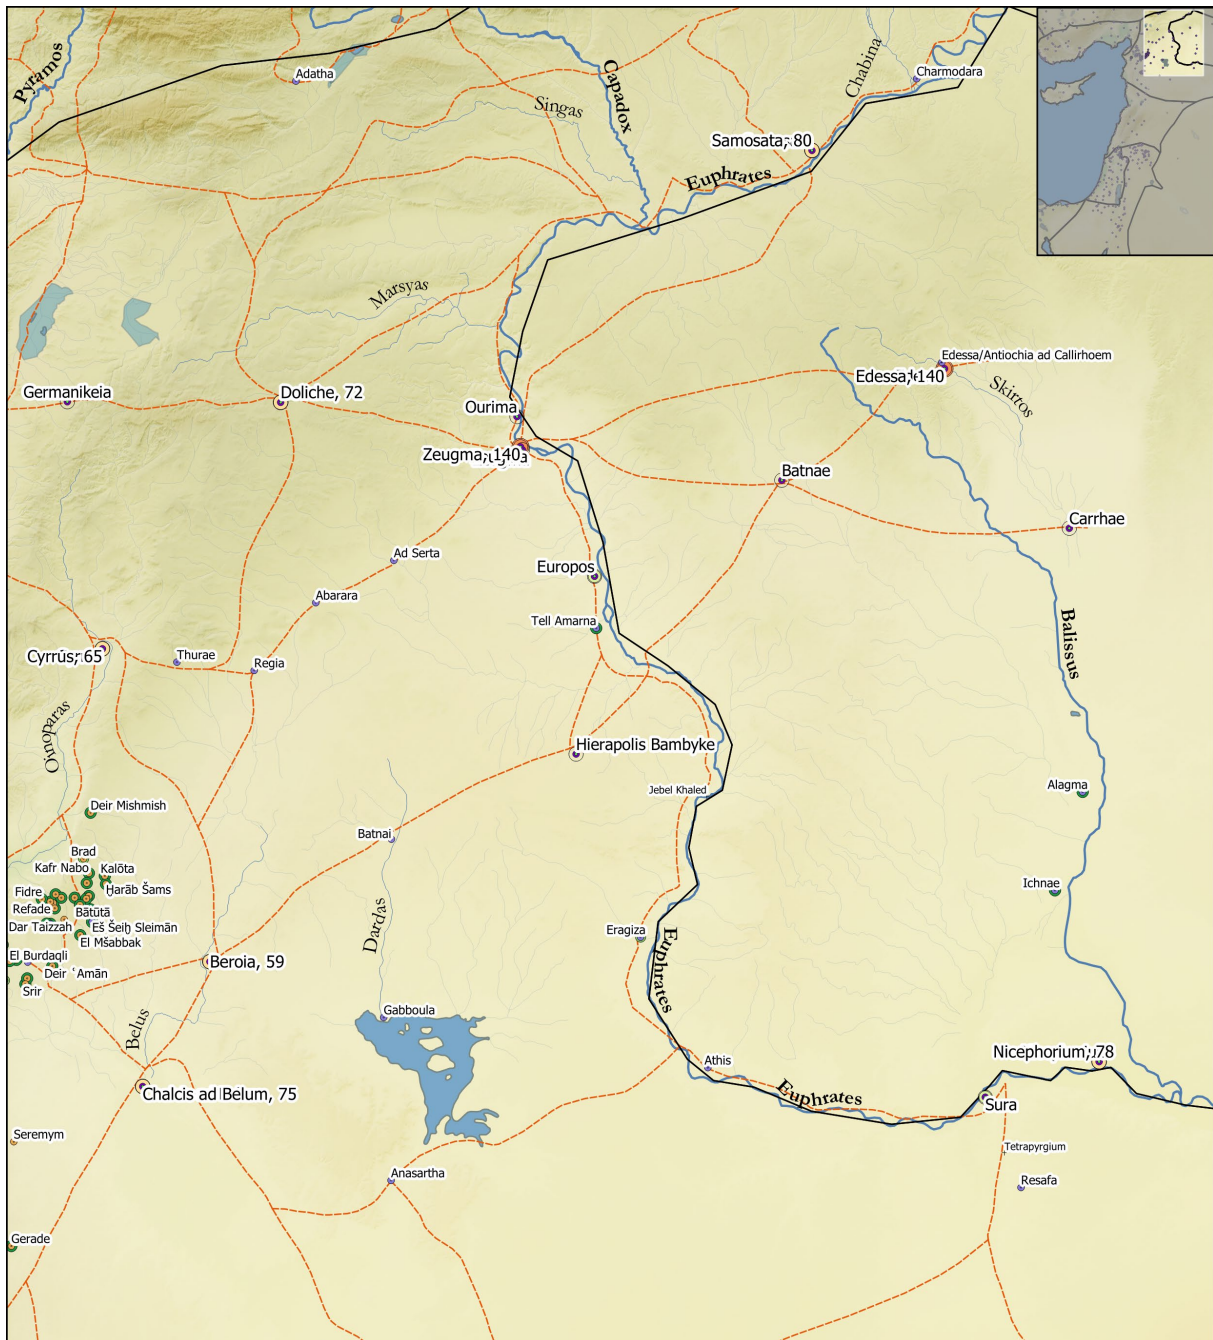 Pyramos
Adatha
Singas
Capadox
Chabina
Charmodara
Samosata, 80
Euphrates
Marsyas
Edessa/Antiochia ad Callirhoem
Edessa, 140
Skirtos
Germanikeia
Doliche, 72
Ourima
Zeugma, 140
Batnae
Carrhae
Ad Serta
Europos
Abarara
Tell Amarna
Balissus
Cyrrus, 65
Thurae
Regia
Oinoparas
Hierapolis Bambyke
Jebel Khaled
Alagma
Deir Mishmish
Batnai
Brad
Kafr Nabo
Kalōta
Ḫarāb Šams
Fidre
Ichnae
Refade
Bātūtā
Dar Taizzah
Eš Šeiḫ Sleimān
El Mšabbak
Dardas
Eragiza
Euphrates
El Burdaqli
Deir ʿAmān
Beroia, 59
Srir
Gabboula
Belus
Athis
Nicephorium, 78
Euphrates
Chalcis ad Belum, 75
Sura
Seremym
Tetrapyrgium
Anasartha
Resafa
Gerade